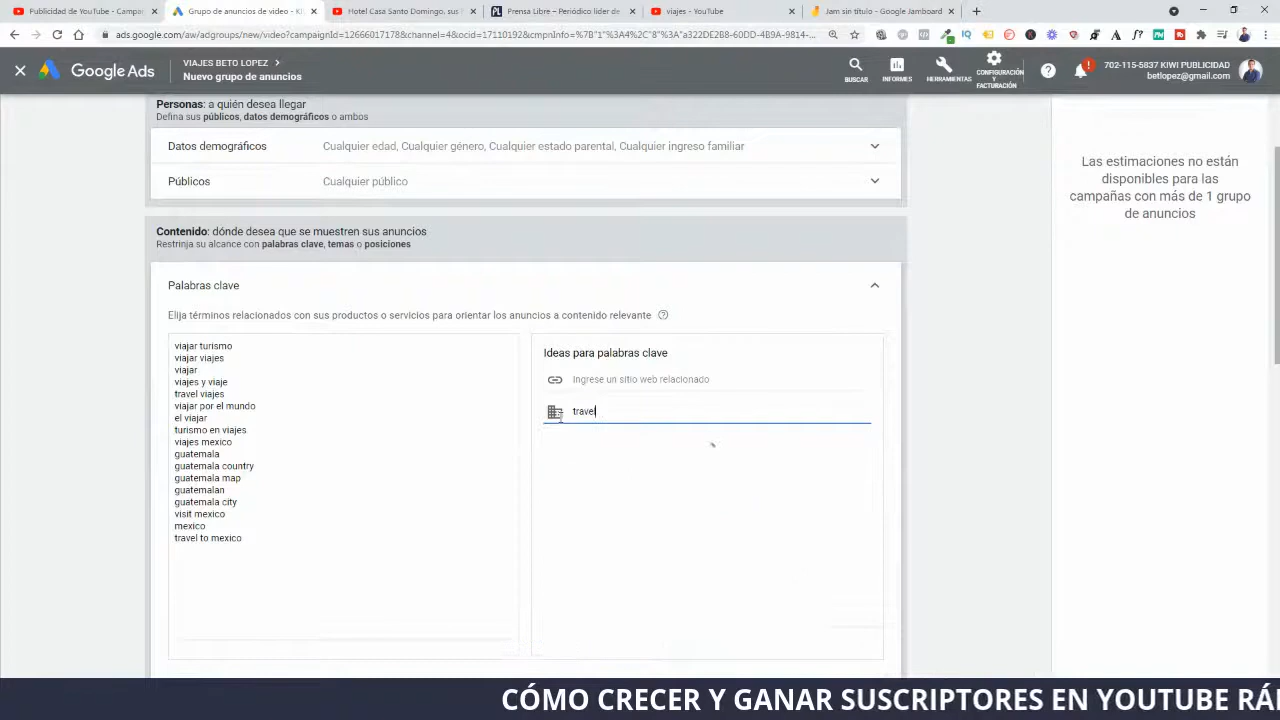 Publicidad de YouTube - Campañ
Grupo de anuncios de video - KI
Hotel Casa Santo Domingo, sus S
Prensa Libre – Periódico líder de
viajes - YouTube
Jam sin título - Google Jamboard
ads.google.com/aw/adgroups/new/video?campaignId=12666017178&channel=4&ocid=17110192&cmpnInfo=%7B"1"%3A4%2C"8"%3A"a322DE2B8-60DD-4B9A-9814-...
Google Ads
VIAJES BETO LOPEZ
Nuevo grupo de anuncios
BUSCAR
INFORMES
HERRAMIENTAS
CONFIGURACIÓN
Y
FACTURACIÓN
702-115-5837 KIWI PUBLICIDAD
betlopez@gmail.com
Personas: a quién desea llegar
Defina sus públicos, datos demográficos o ambos
Datos demográficos
Cualquier edad, Cualquier género, Cualquier estado parental, Cualquier ingreso familiar
Públicos
Cualquier público
Las estimaciones no están
disponibles para las
campañas con más de 1 grupo
de anuncios
Contenido: dónde desea que se muestren sus anuncios
Restrinja su alcance con palabras clave, temas o posiciones
Palabras clave
Elija términos relacionados con sus productos o servicios para orientar los anuncios a contenido relevante
viajar turismo
viajar viajes
viajar
viajes y viaje
travel viajes
viajar por el mundo
el viajar
turismo en viajes
viajes mexico
guatemala
guatemala country
guatemala map
guatemalan
guatemala city
visit mexico
mexico
travel to mexico
Ideas para palabras clave
Ingrese un sitio web relacionado
travel
CÓMO CRECER Y GANAR SUSCRIPTORES EN YOUTUBE RÁ